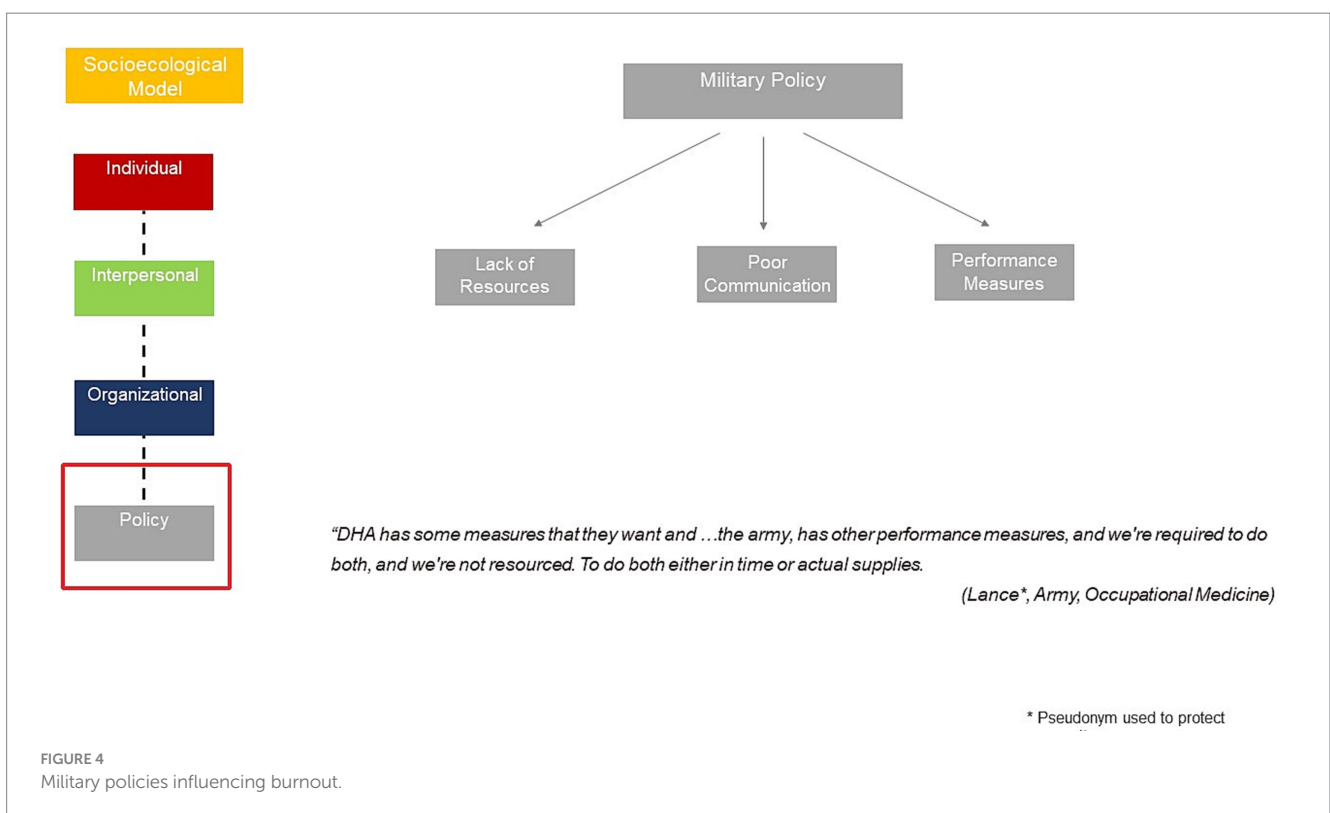 Socioecological
Model
Military Policy
Individual
Interpersonal
Organizational
Policy
Lack of
Resources
Poor
Communication
Performance
Measures
“DHA has some measures that they want and …the army, has other performance measures, and we're required to do
both, and we're not resourced. To do both either in time or actual supplies.
(Lance*, Army, Occupational Medicine)
* Pseudonym used to protect
FIGURE 4
Military policies influencing burnout.